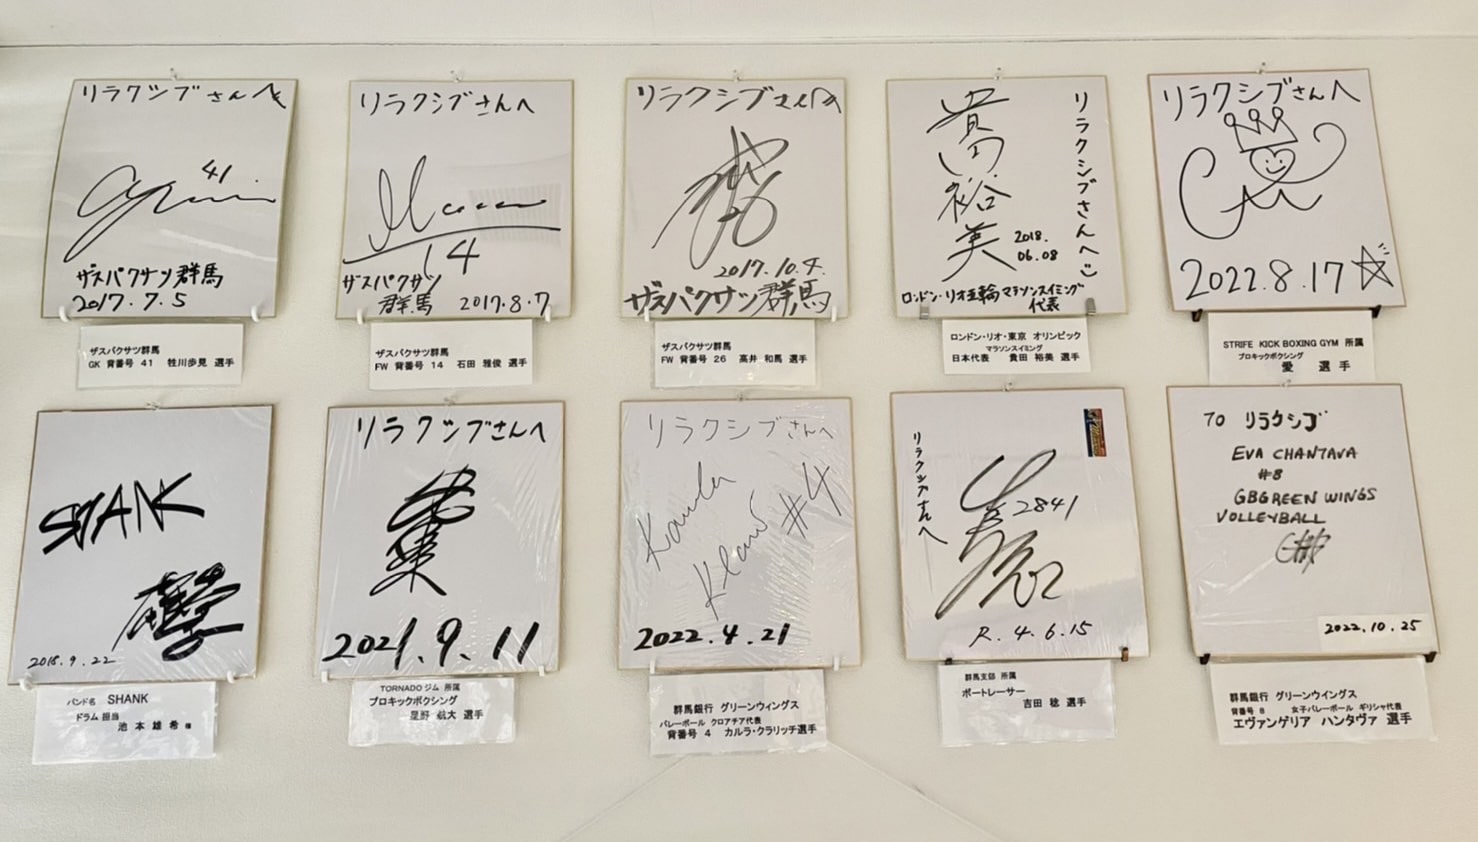 リラクシブさんへ
41
ザスパクサツ群馬
2017.7.5
ザスパクサツ群馬
GK 背番号 41 牲川歩見 選手
リラクシブさんへ
14
ザスパクサツ
群馬 2017.8.7
ザスパクサツ群馬
FW 背番号 14 石田 雅俊 選手
リラクシブさんへ
2017.10.4.
ザスパクサツ群馬
ザスパクサツ群馬
FW 背番号 26 高井 和馬 選手
リラクシブさんへ
貴田裕美
2018.
06.08
ロンドン・リオ五輪マラソンスイミング
代表
ロンドン・リオ・東京 オリンピック
マラソンスイミング
日本代表 貴田 裕美 選手
リラクシブさんへ
2022.8.17
STRIFE KICK BOXING GYM 所属
プロキックボクシング
愛 選手
SHANK
2018.9.22
バンド名 SHANK
ドラム 担当
池本雄希 様
リラクシブさんへ
2021.9.11
TORNADOジム 所属
プロキックボクシング
星野 航大 選手
リラクシブさんへ
Karla
Klarić #4
2022.4.21
群馬銀行 グリーンウィングス
バレーボール クロアチア代表
背番号 4 カルラ・クラリッチ選手
リラクシブさんへ
2841
R.4.6.15
群馬支部 所属
ボートレーサー
吉田 稔 選手
TO リラクシブ
EVA CHANTAVA
#8
GBGREEN WINGS
VOLLEYBALL
2022.10.25
群馬銀行 グリーンウイングス
背番号 8 女子バレーボール ギリシャ代表
エヴァンゲリア ハンタヴァ 選手